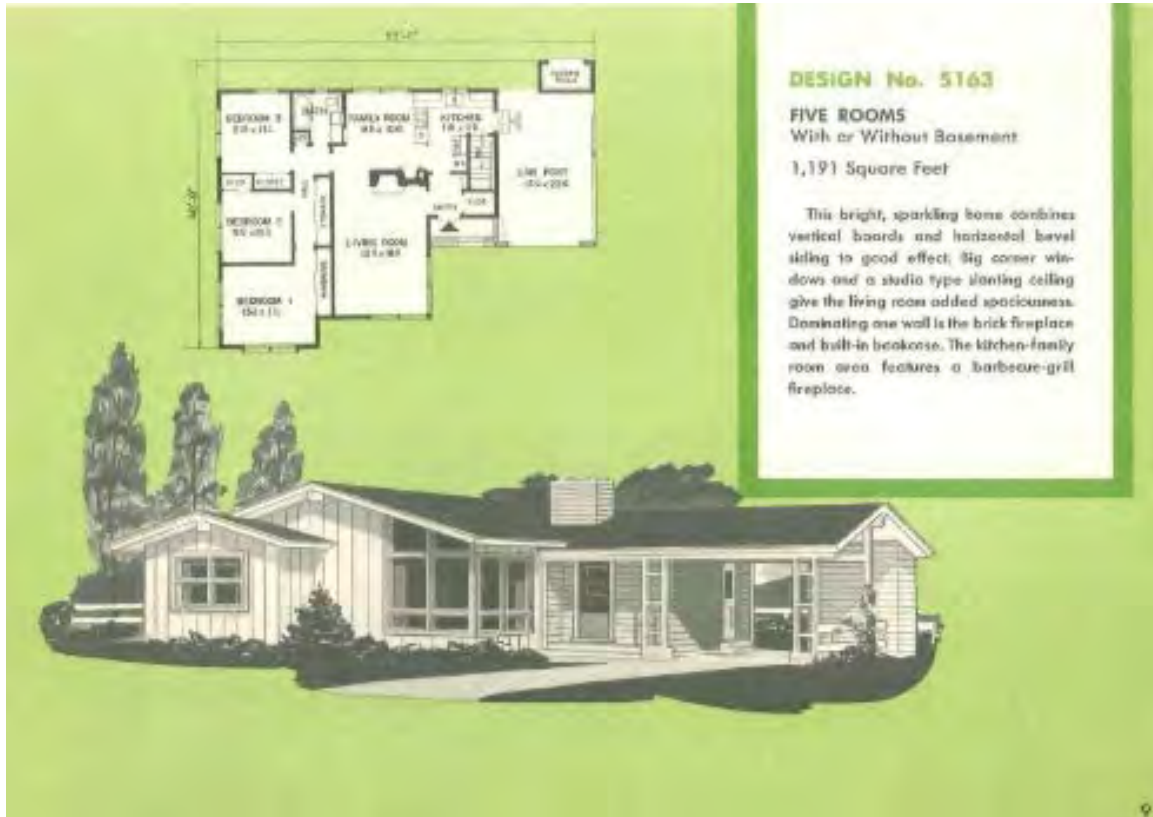 DESIGN No. 5163
FIVE ROOMS
With or Without Basement
1,191 Square Feet
This bright, sparkling home combines
vertical boards and horizontal bevel
siding to good effect. Big corner win-
dows and a studio type slanting ceiling
give the living room added spaciousness.
Dominating one wall is the brick fireplace
and built-in bookcase. The kitchen-family
room area features a barbecue-grill
fireplace.
BEDROOM 3
BATH
FAMILY ROOM
KITCHEN
CAR PORT
BEDROOM 2
HALL
ENTRY
LIVING ROOM
BEDROOM 1
9